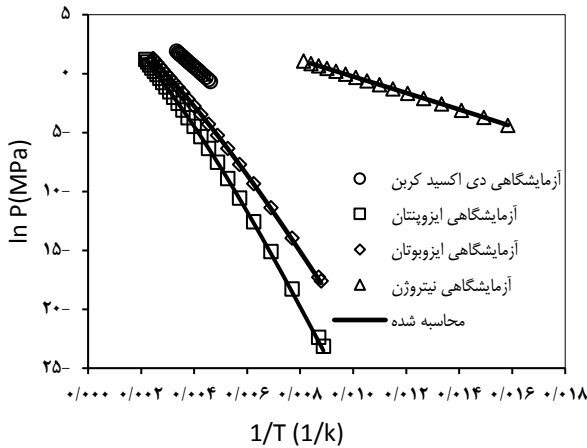 ۵
۰
۵−
۱۰−
۱۵−
۲۰−
۲۵−
ln P(MPa)
آزمایشگاهی دی اکسید کربن
آزمایشگاهی ایزوپنتان
آزمایشگاهی ایزوبوتان
آزمایشگاهی نیتروژن
محاسبه شده
۰/۰۰۰ ۰/۰۰۲ ۰/۰۰۴ ۰/۰۰۶ ۰/۰۰۸ ۰/۰۱۰ ۰/۰۱۲ ۰/۰۱۴ ۰/۰۱۶ ۰/۰۱۸
1/T (1/k)